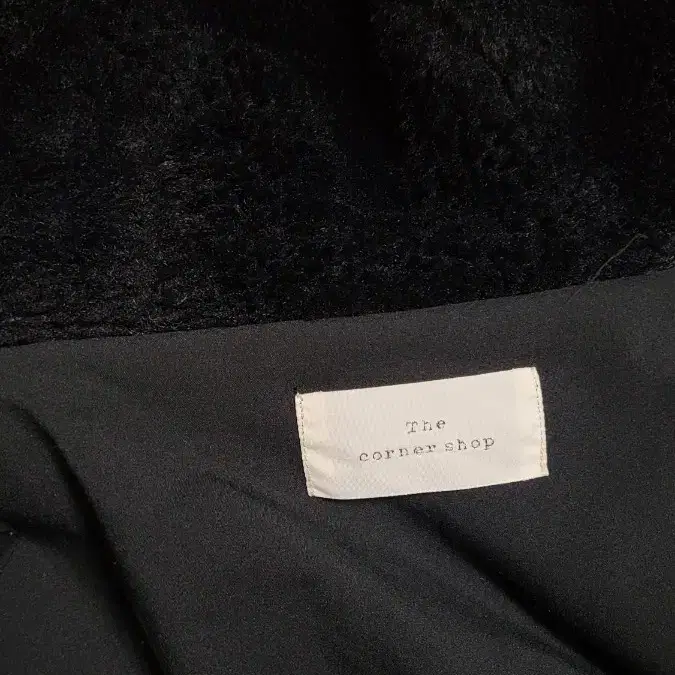 The
corner shop